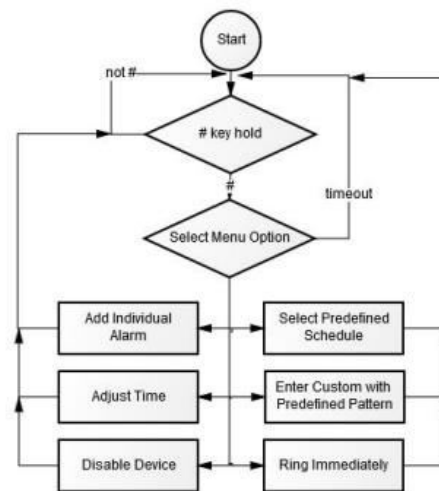 Start
not #
# key hold
#
timeout
Select Menu Option
Add Individual
Alarm
Select Predefined
Schedule
Adjust Time
Enter Custom with
Predefined Pattern
Disable Device
Ring Immediately